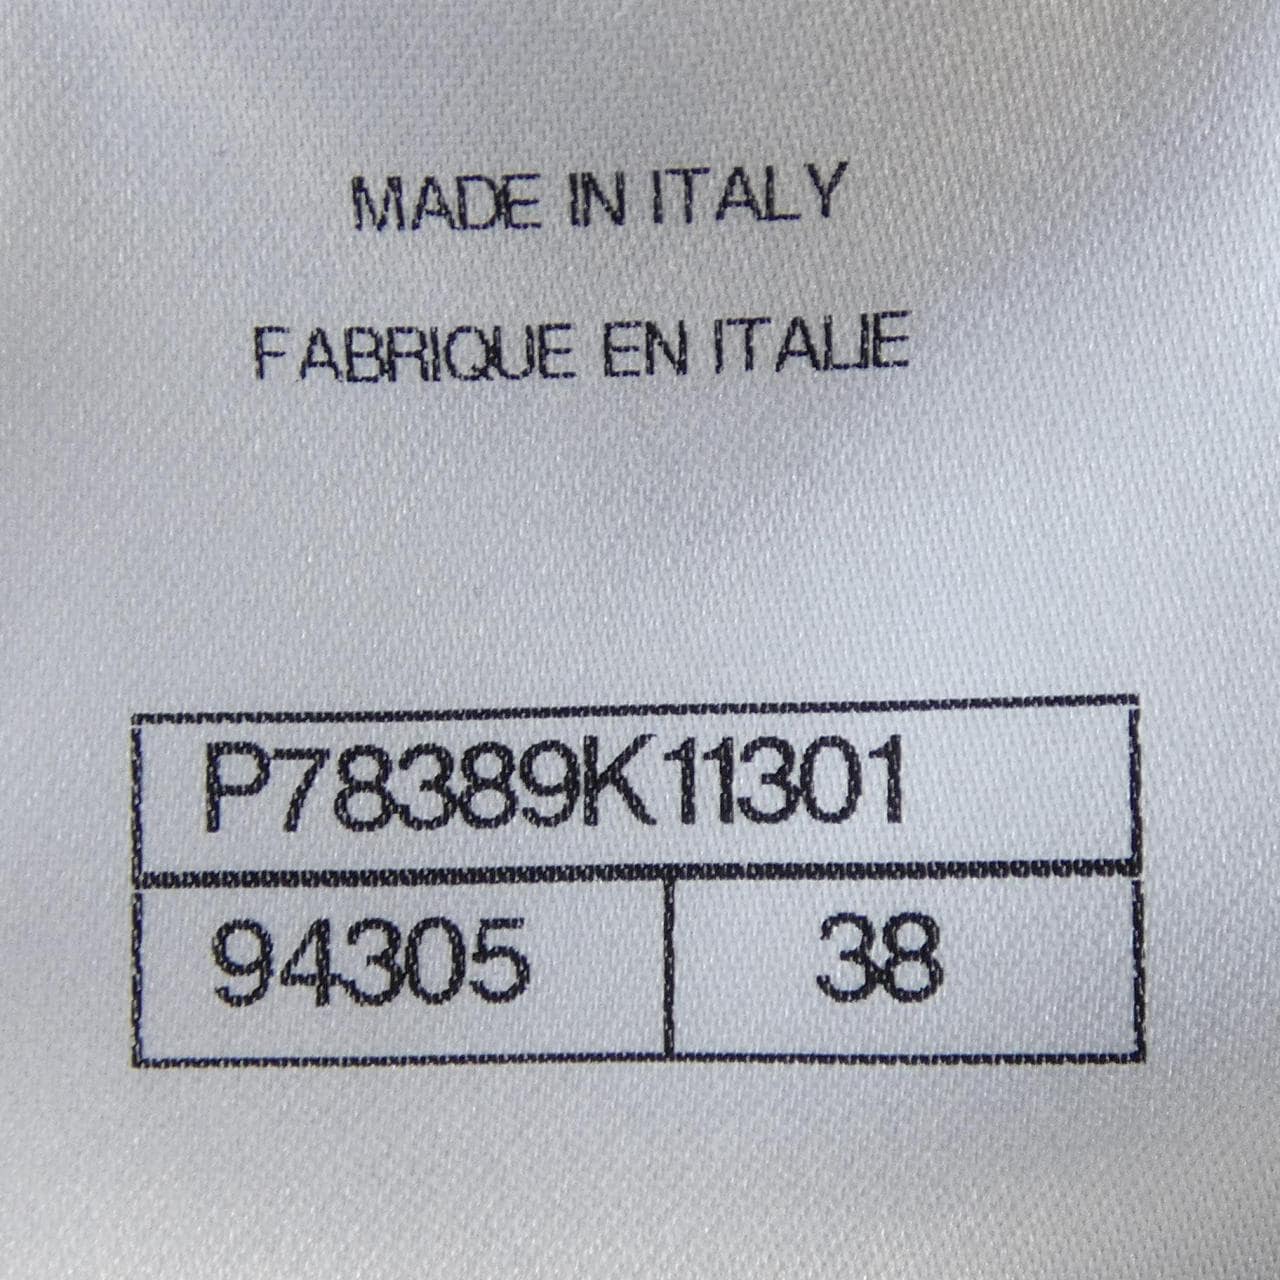 MADE IN ITALY
FABRIQUE EN ITALIE
P78389K11301
94305 38